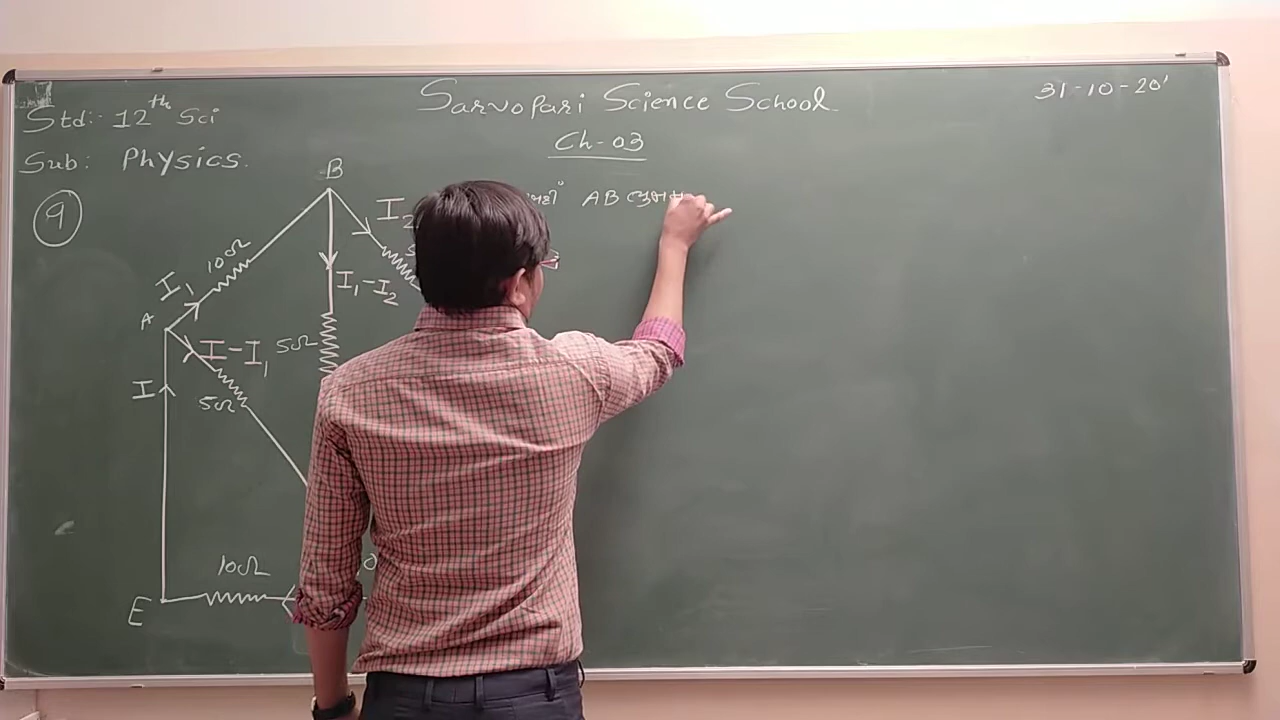 Std:- 12th Sci
Sarvopari Science School
31-10-20'
Sub: Physics.
Ch-03
9
B
AB
I2
10Ω
I1
I1-I2
A
I-I1
5Ω
I
5Ω
10Ω
E